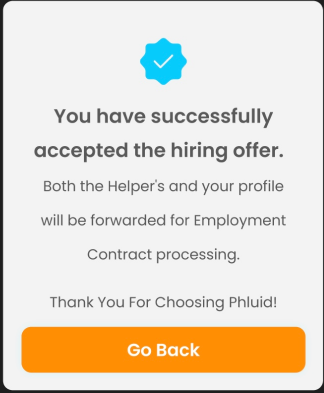 You have successfully
accepted the hiring offer.
Both the Helper's and your profile
will be forwarded for Employment
Contract processing.
Thank You For Choosing Phluid!
Go Back